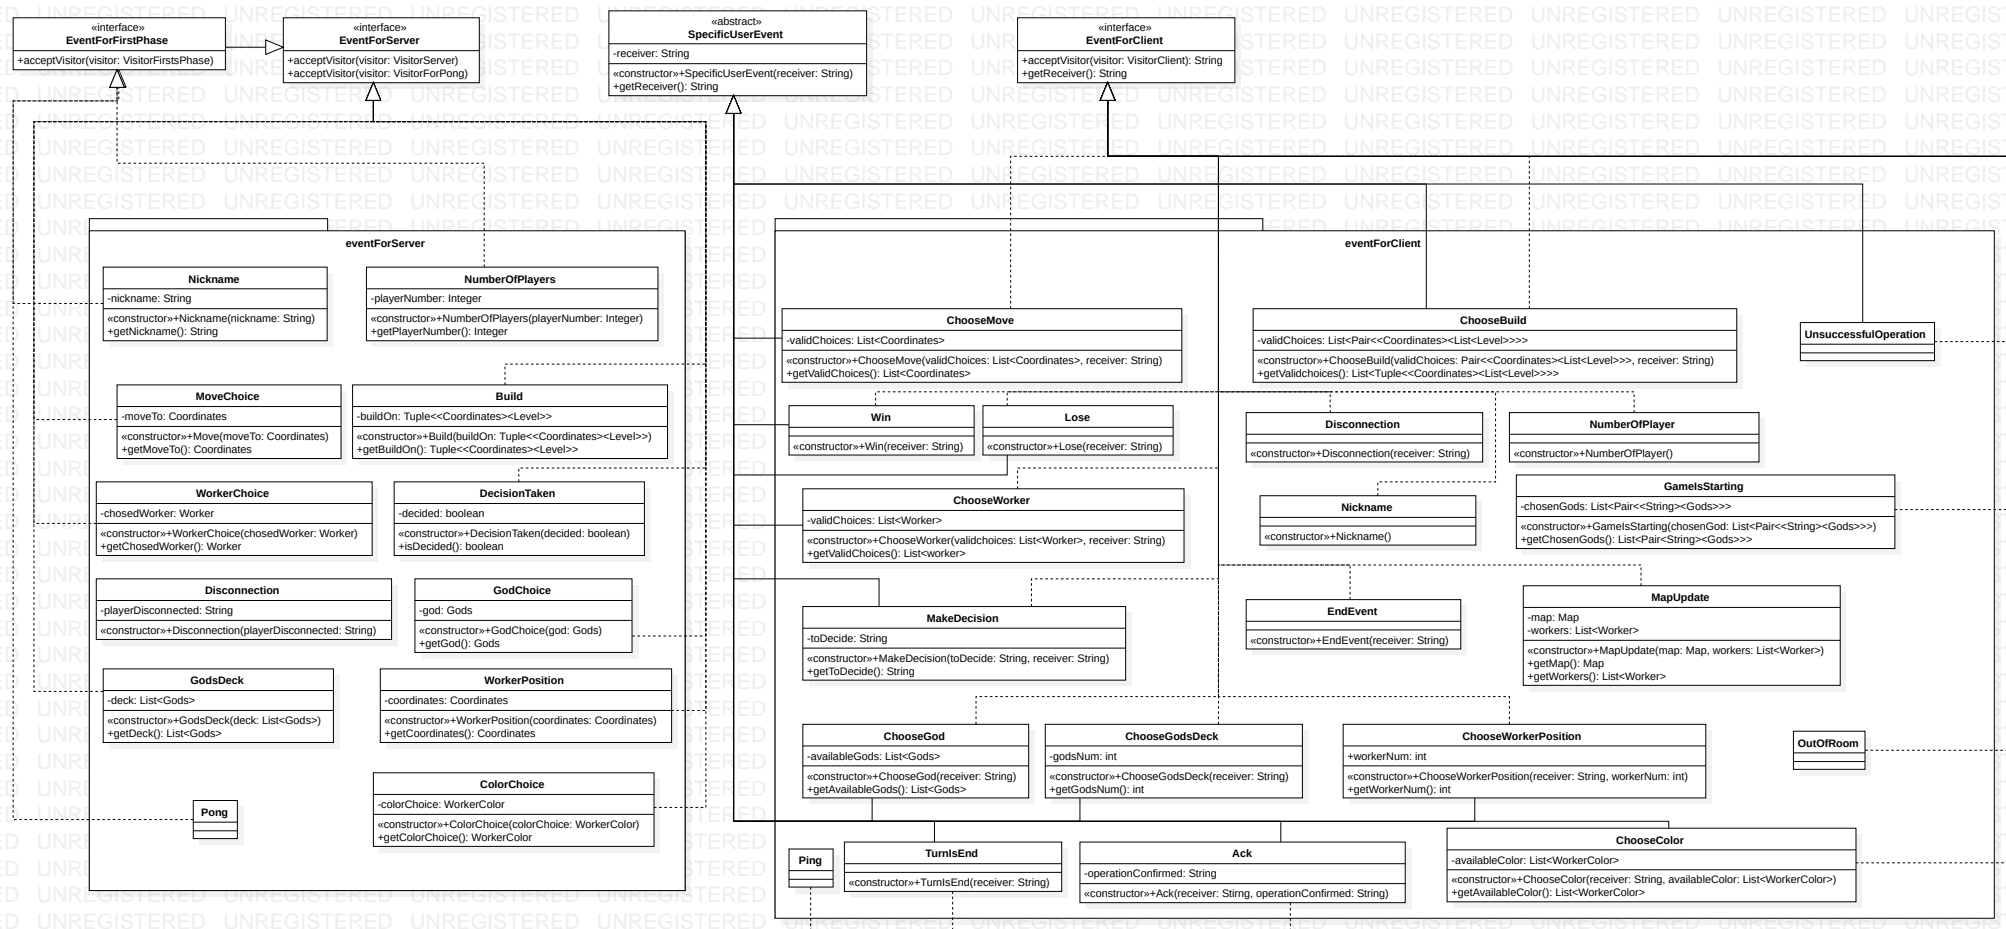 «interface»
EventForFirstPhase
+acceptVisitor(visitor: VisitorFirstsPhase)
«interface»
EventForServer
+acceptVisitor(visitor: VisitorServer)
+acceptVisitor(visitor: VisitorForPong)
«abstract»
SpecificUserEvent
-receiver: String
«constructor»+SpecificUserEvent(receiver: String)
+getReceiver(): String
«interface»
EventForClient
+acceptVisitor(visitor: VisitorClient): String
+getReceiver(): String
eventForServer
Nickname
-nickname: String
«constructor»+Nickname(nickname: String)
+getNickname(): String
NumberOfPlayers
-playerNumber: Integer
«constructor»+NumberOfPlayers(playerNumber: Integer)
+getPlayerNumber(): Integer
MoveChoice
-moveTo: Coordinates
«constructor»+Move(moveTo: Coordinates)
+getMoveTo(): Coordinates
Build
-buildOn: Tuple<<Coordinates><Level>>
«constructor»+Build(buildOn: Tuple<<Coordinates><Level>>)
+getBuildOn(): Tuple<<Coordinates><Level>>
WorkerChoice
-chosedWorker: Worker
«constructor»+WorkerChoice(chosedWorker: Worker)
+getChosedWorker(): Worker
DecisionTaken
-decided: boolean
«constructor»+DecisionTaken(decided: boolean)
+isDecided(): boolean
Disconnection
-playerDisconnected: String
«constructor»+Disconnection(playerDisconnected: String)
GodChoice
-god: Gods
«constructor»+GodChoice(god: Gods)
+getGod(): Gods
GodsDeck
-deck: List<Gods>
«constructor»+GodsDeck(deck: List<Gods>)
+getDeck(): List<Gods>
WorkerPosition
-coordinates: Coordinates
«constructor»+WorkerPosition(coordinates: Coordinates)
+getCoordinates(): Coordinates
Pong
ColorChoice
-colorChoice: WorkerColor
«constructor»+ColorChoice(colorChoice: WorkerColor)
+getColorChoice(): WorkerColor
eventForClient
ChooseMove
-validChoices: List<Coordinates>
«constructor»+ChooseMove(validChoices: List<Coordinates>, receiver: String)
+getValidChoices(): List<Coordinates>
ChooseBuild
-validChoices: List<Pair<<Coordinates><List<Level>>>>
«constructor»+ChooseBuild(validChoices: Pair<<Coordinates><List<Level>>>, receiver: String)
+getValidchoices(): List<Tuple<<Coordinates><List<Level>>>>
UnsuccessfulOperation
Win
«constructor»+Win(receiver: String)
Lose
«constructor»+Lose(receiver: String)
Disconnection
«constructor»+Disconnection(receiver: String)
NumberOfPlayer
«constructor»+NumberOfPlayer()
ChooseWorker
-validChoices: List<Worker>
«constructor»+ChooseWorker(validchoices: List<Worker>, receiver: String)
+getValidChoices(): List<worker>
Nickname
«constructor»+Nickname()
GameIsStarting
-chosenGods: List<Pair<<String><Gods>>>
«constructor»+GameIsStarting(chosenGod: List<Pair<<String><Gods>>>)
+getChosenGods(): List<Pair<String><Gods>>>
MakeDecision
-toDecide: String
«constructor»+MakeDecision(toDecide: String, receiver: String)
+getToDecide(): String
EndEvent
«constructor»+EndEvent(receiver: String)
MapUpdate
-map: Map
-workers: List<Worker>
«constructor»+MapUpdate(map: Map, workers: List<Worker>)
+getMap(): Map
+getWorkers(): List<Worker>
ChooseGod
-availableGods: List<Gods>
«constructor»+ChooseGod(receiver: String)
+getAvailableGods(): List<Gods>
ChooseGodsDeck
-godsNum: int
«constructor»+ChooseGodsDeck(receiver: String)
+getGodsNum(): int
ChooseWorkerPosition
+workerNum: int
«constructor»+ChooseWorkerPosition(receiver: String, workerNum: int)
+getWorkerNum(): int
OutOfRoom
Ping
TurnIsEnd
«constructor»+TurnIsEnd(receiver: String)
Ack
-operationConfirmed: String
«constructor»+Ack(receiver: Stirng, operationConfirmed: String)
ChooseColor
-availableColor: List<WorkerColor>
«constructor»+ChooseColor(receiver: String, availableColor: List<WorkerColor>)
+getAvailableColor(): List<WorkerColor>